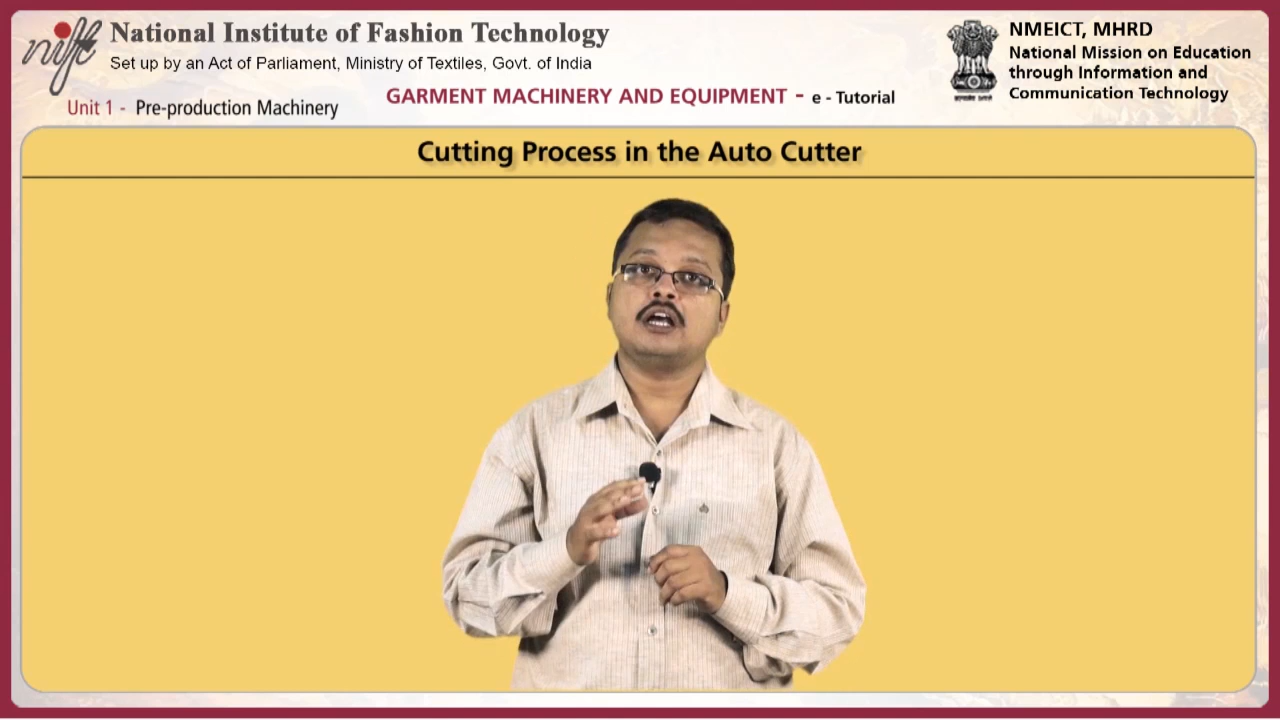 nift
National Institute of Fashion Technology
Set up by an Act of Parliament, Ministry of Textiles, Govt. of India
Unit 1 - Pre-production Machinery
GARMENT MACHINERY AND EQUIPMENT - e - Tutorial
NMEICT, MHRD
National Mission on Education
through Information and
Communication Technology
Cutting Process in the Auto Cutter